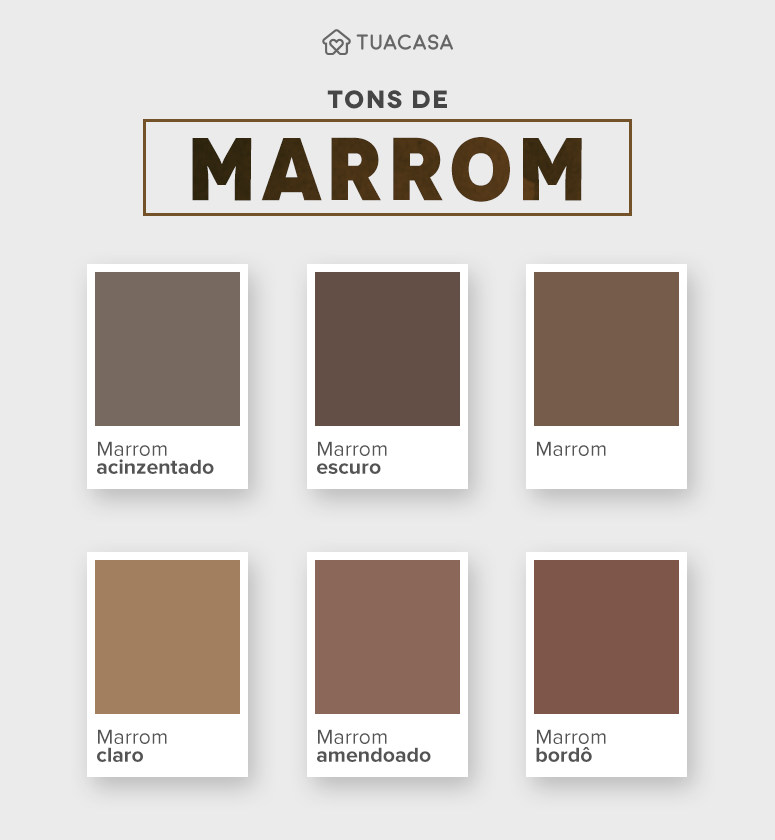 TUACASA
TONS DE
MARROM
Marrom
acinzentado
Marrom
escuro
Marrom
Marrom
claro
Marrom
amendoado
Marrom
bordô